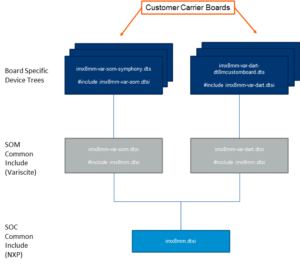 Customer Carrier Boards
Board Specific
Device Trees
imx8mm-var-som-symphony.dts
#include imx8mm-var-som.dtsi
imx8mm-var-dart-
dt8mcustomboard.dts
#include imx8mm-var-dart.dtsi
SOM
Common
Include
(Variscite)
imx8mm-var-som.dtsi
#include imx8mm.dtsi
imx8mm-var-dart.dtsi
#include imx8mm.dtsi
SOC
Common
Include
(NXP)
imx8mm.dtsi